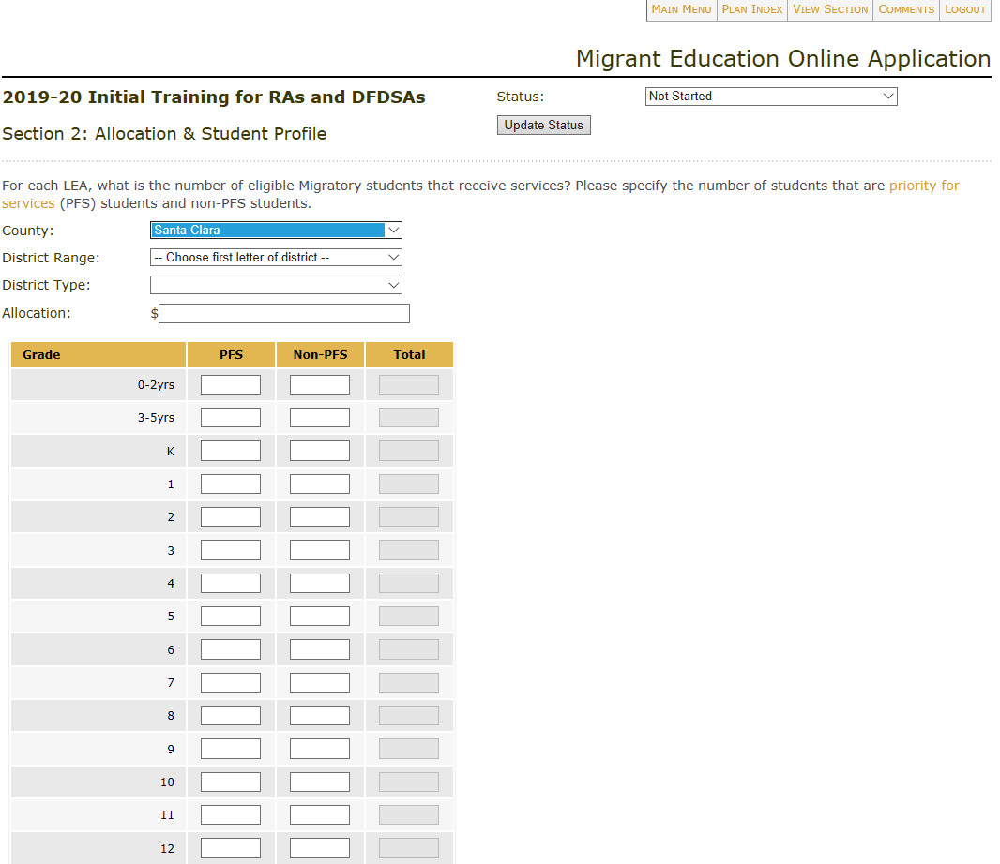 MAIN MENU PLAN INDEX VIEW SECTION COMMENTS LOGOUT
Migrant Education Online Application
2019-20 Initial Training for RAs and DFDSAs
Status: Not Started
Update Status
Section 2: Allocation & Student Profile
For each LEA, what is the number of eligible Migratory students that receive services? Please specify the number of students that are priority for
services (PFS) students and non-PFS students.
County: Santa Clara
District Range: -- Choose first letter of district --
District Type:
Allocation: $
Grade PFS Non-PFS Total
0-2yrs
3-5yrs
K
1
2
3
4
5
6
7
8
9
10
11
12